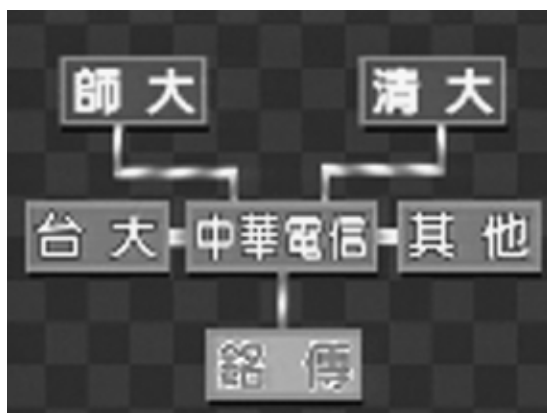 師大 清大
台大 中華電信 其他
銘傳